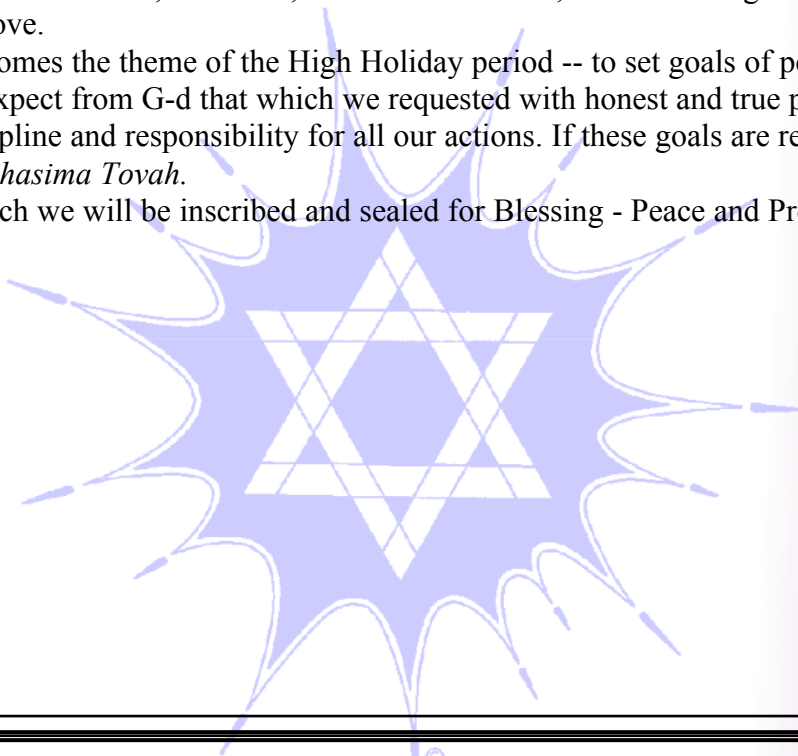 ove.
omes the theme of the High Holiday period -- to set goals of pe
xpect from G-d that which we requested with honest and true p
pline and responsibility for all our actions. If these goals are re
hasima Tovah.
ch we will be inscribed and sealed for Blessing - Peace and Pr
©